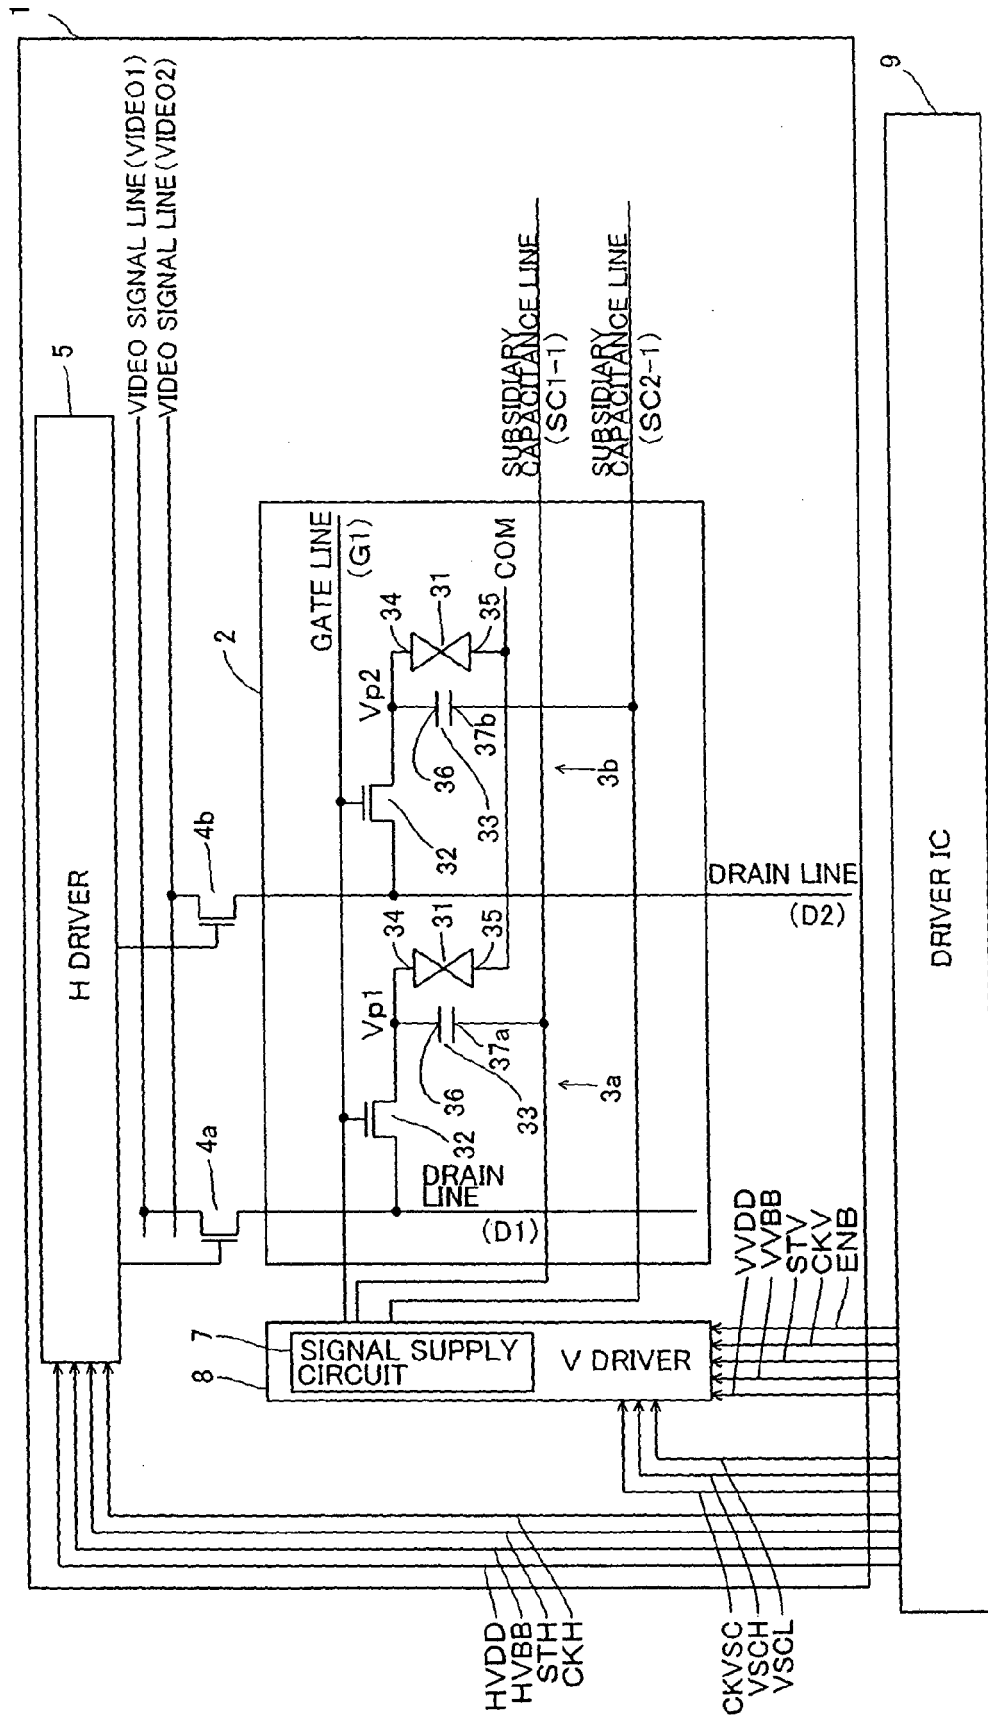 1
5
H DRIVER
VIDEO SIGNAL LINE(VIDEO1)
VIDEO SIGNAL LINE(VIDEO2)
4a
4b
2
GATE LINE
(G1)
Vp1
34
31
35
36
33
37a
32
3a
DRAIN
LINE
(D1)
Vp2
34
31
35
COM
36
33
37b
32
3b
DRAIN LINE
(D2)
SUBSIDIARY
CAPACITANCE LINE
(SC1-1)
SUBSIDIARY
CAPACITANCE LINE
(SC2-1)
7
8
SIGNAL SUPPLY
CIRCUIT
V DRIVER
VVDD
VVBB
STV
CKV
ENB
HVDD
HVBB
STH
CKH
CKVSC
VSCH
VSCL
9
DRIVER IC